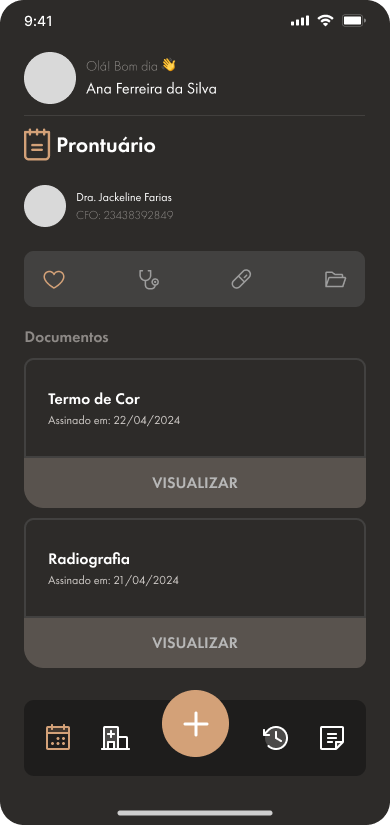 9:41
Olá! Bom dia 👋
Ana Ferreira da Silva
Prontuário
Dra. Jackeline Farias
CFO: 23438392849
Documentos
Termo de Cor
Assinado em: 22/04/2024
VISUALIZAR
Radiografia
Assinado em: 21/04/2024
VISUALIZAR